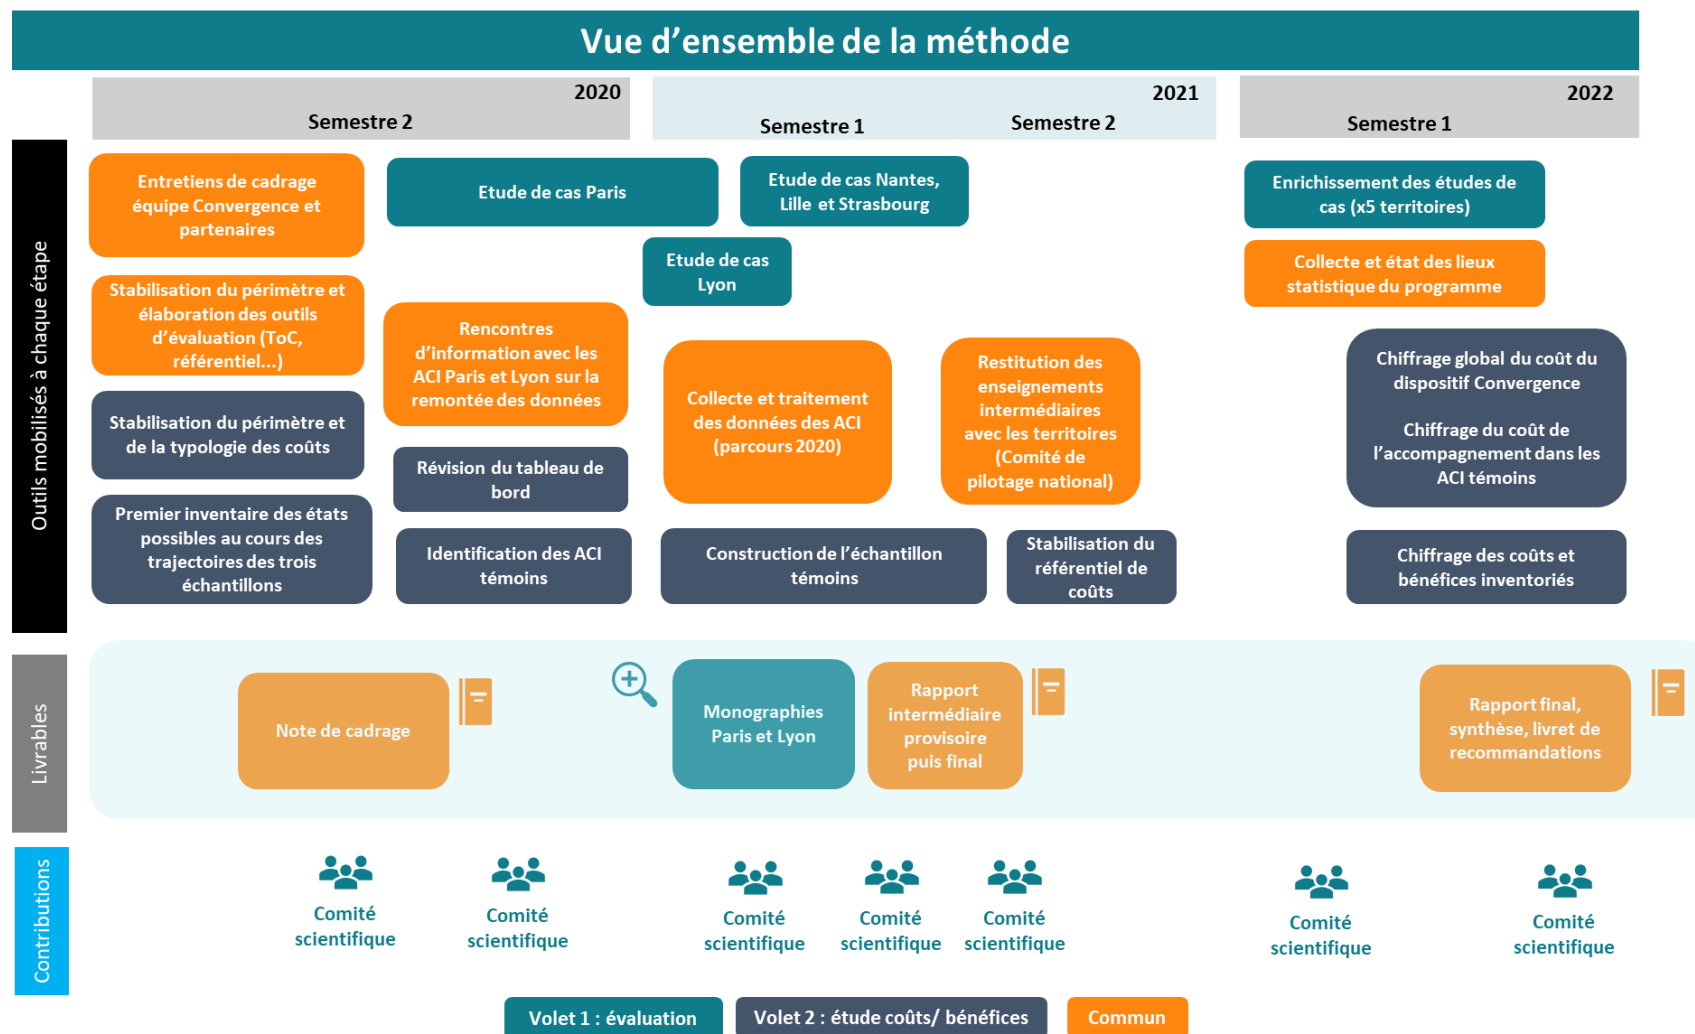 Vue d’ensemble de la méthode
2020
Semestre 2
2021
Semestre 1
Semestre 2
2022
Semestre 1
Outils mobilisés à chaque étape
Entretiens de cadrage
équipe Convergence et
partenaires
Etude de cas Paris
Etude de cas Nantes,
Lille et Strasbourg
Enrichissement des études de
cas (x5 territoires)
Etude de cas
Lyon
Collecte et état des lieux
statistique du programme
Stabilisation du périmètre et
élaboration des outils
d’évaluation (ToC,
référentiel...)
Rencontres
d’information avec les
ACI Paris et Lyon sur la
remontée des données
Collecte et traitement
des données des ACI
(parcours 2020)
Restitution des
enseignements
intermédiaires
avec les territoires
(Comité de
pilotage national)
Chiffrage global du coût du
dispositif Convergence
Chiffrage du coût de
l’accompagnement dans les
ACI témoins
Stabilisation du périmètre et
de la typologie des coûts
Révision du tableau de
bord
Premier inventaire des états
possibles au cours des
trajectoires des trois
échantillons
Identification des ACI
témoins
Construction de l’échantillon
témoins
Stabilisation du
référentiel de
coûts
Chiffrage des coûts et
bénéfices inventoriés
Livrables
Note de cadrage
Monographies
Paris et Lyon
Rapport
intermédiaire
provisoire
puis final
Rapport final,
synthèse, livret de
recommandations
Contributions
Comité
scientifique
Comité
scientifique
Comité
scientifique
Comité
scientifique
Comité
scientifique
Comité
scientifique
Comité
scientifique
Volet 1 : évaluation
Volet 2 : étude coûts/ bénéfices
Commun